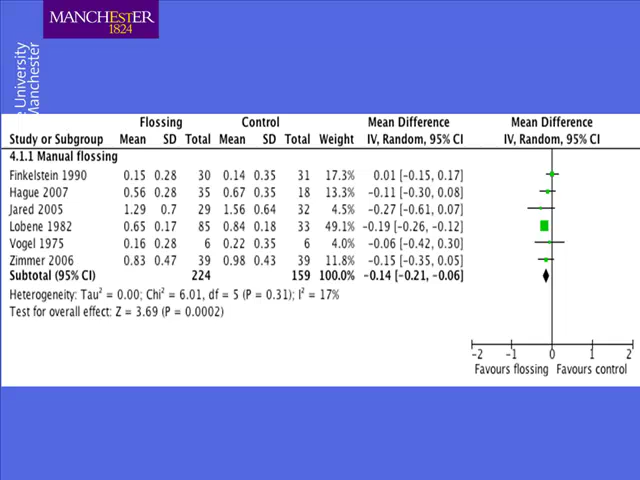 MANCHESTER
1824
e University
Manchester
Flossing Control Mean Difference Mean Difference
Study or Subgroup Mean SD Total Mean SD Total Weight IV, Random, 95% CI IV, Random, 95% CI
4.1.1 Manual flossing
Finkelstein 1990 0.15 0.28 30 0.14 0.35 31 17.3% 0.01 [-0.15, 0.17]
Hague 2007 0.56 0.28 35 0.67 0.35 18 13.3% -0.11 [-0.30, 0.08]
Jared 2005 1.29 0.7 29 1.56 0.64 32 4.5% -0.27 [-0.61, 0.07]
Lobene 1982 0.65 0.17 85 0.84 0.18 33 49.1% -0.19 [-0.26, -0.12]
Vogel 1975 0.16 0.28 6 0.22 0.35 6 4.0% -0.06 [-0.42, 0.30]
Zimmer 2006 0.83 0.47 39 0.98 0.43 39 11.8% -0.15 [-0.35, 0.05]
Subtotal (95% CI) 224 159 100.0% -0.14 [-0.21, -0.06]
Heterogeneity: Tau² = 0.00; Chi² = 6.01, df = 5 (P = 0.31); I² = 17%
Test for overall effect: Z = 3.69 (P = 0.0002)
-2 -1 0 1 2
Favours flossing Favours control